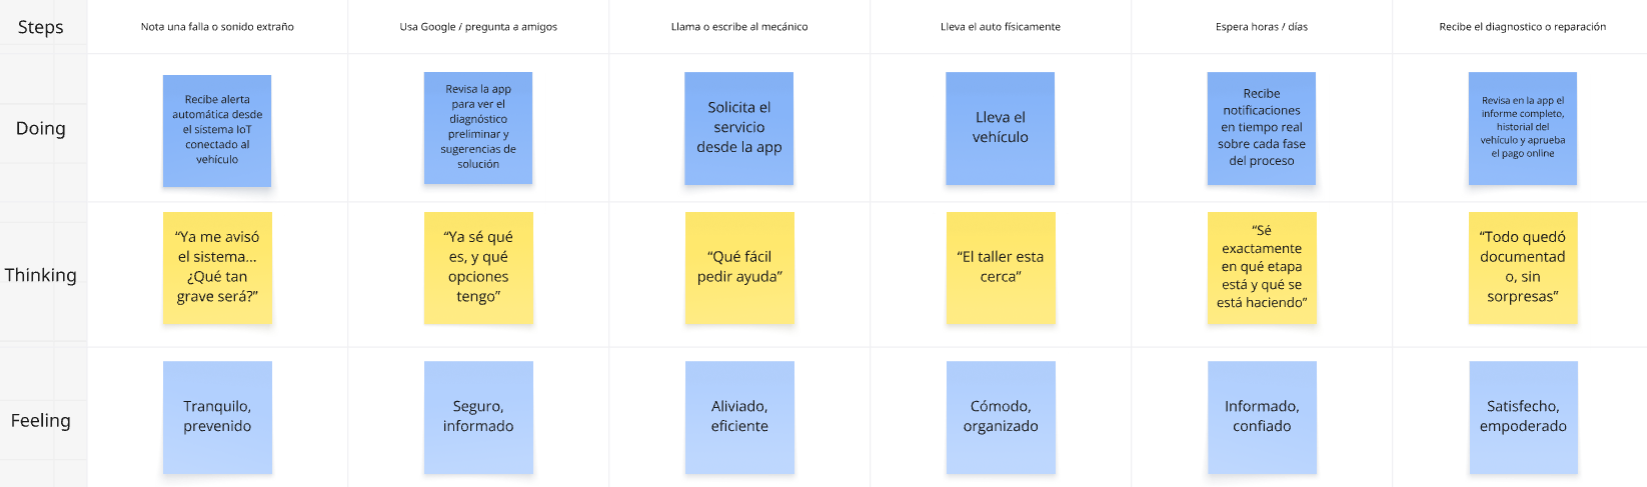 Steps
Nota una falla o sonido extraño
Usa Google / pregunta a amigos
Llama o escribe al mecánico
Lleva el auto físicamente
Espera horas / días
Recibe el diagnostico o reparación
Doing
Recibe alerta
automática desde
el sistema IoT
conectado al
vehículo
Revisa la app
para ver el
diagnóstico
preliminar y
sugerencias de
solución
Solicita el
servicio
desde la app
Lleva el
vehículo
Recibe
notificaciones
en tiempo real
sobre cada fase
del proceso
Revisa en la app el
informe completo,
historial del
vehículo y aprueba
el pago online
Thinking
“Ya me avisó
el sistema...
¿Qué tan
grave será?”
“Ya sé qué
es, y qué
opciones
tengo”
“Qué fácil
pedir ayuda”
“El taller esta
cerca”
“Sé
exactamente
en qué etapa
está y qué se
está haciendo”
“Todo quedó
documentad
o, sin
sorpresas”
Feeling
Tranquilo,
prevenido
Seguro,
informado
Aliviado,
eficiente
Cómodo,
organizado
Informado,
confiado
Satisfecho,
empoderado